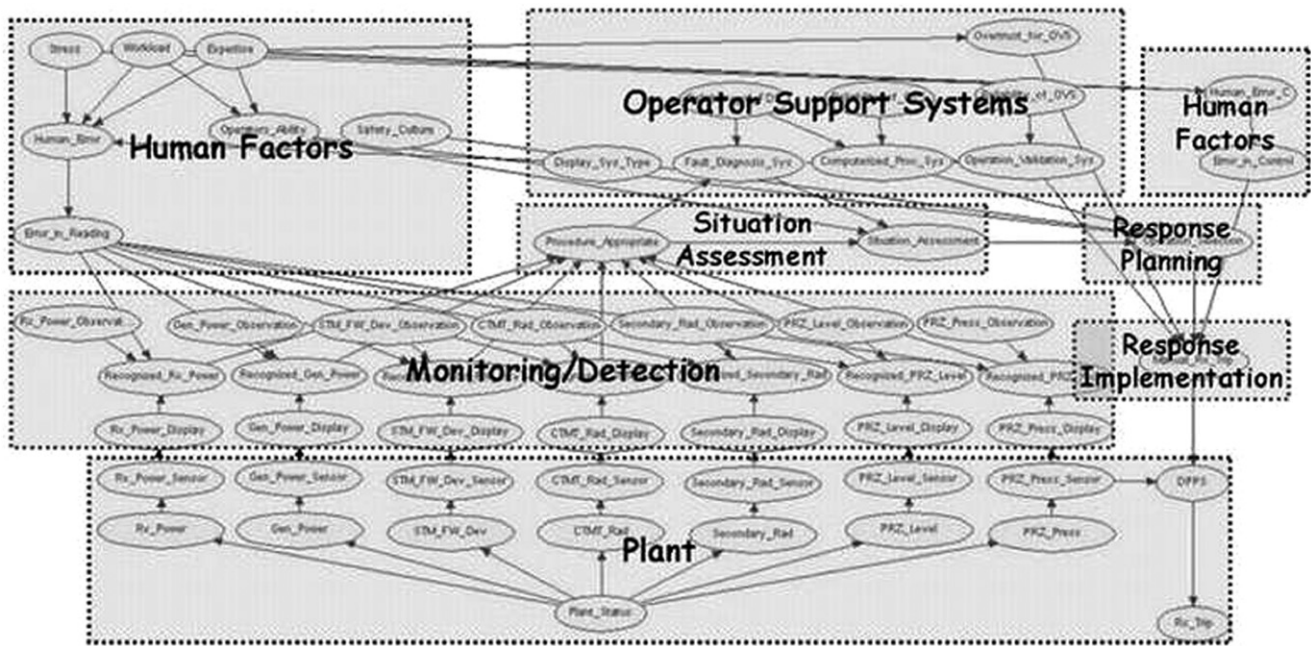 Stress
Workload
Expertise
Overtrust_for_OVS
Reliability_of_OVS
Human_Error_C
Operator Support Systems
Human
Factors
Human_Error
Operators_Ability
Safety_Culture
Human Factors
Display_Sys_Type
Fault_Diagnosis_Sys
Computerized_Proc_Sys
Operation_Validation_Sys
Error_in_Control
Error_in_Reading
Situation
Assessment
Procedure_Appropriate
Situation_Assessment
Response
Planning
Rx_Power_Observat
Gen_Power_Observation
STM_FW_Dev_Observation
CTMT_Rad_Observation
Secondary_Rad_Observation
PRZ_Level_Observation
PRZ_Press_Observation
Response
Implementation
Recognized_Rx_Power
Recognized_Gen_Power
Monitoring/Detection
Recognized_PRZ_Level
Rx_Power_Display
Gen_Power_Display
STM_FW_Dev_Display
CTMT_Rad_Display
Secondary_Rad_Display
PRZ_Level_Display
PRZ_Press_Display
Rx_Power_Sensor
Gen_Power_Sensor
STM_FW_Dev_Sensor
CTMT_Rad_Sensor
Secondary_Rad_Sensor
PRZ_Level_Sensor
PRZ_Press_Sensor
DPPS
Rx_Power
Gen_Power
STM_FW_Dev
CTMT_Rad
Secondary_Rad
PRZ_Level
PRZ_Press
Plant
Plant_Status
Rx_Trip